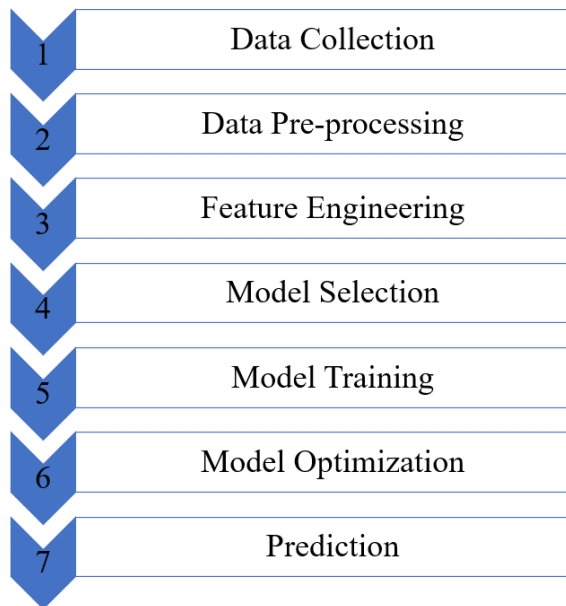 1 Data Collection
2 Data Pre-processing
3 Feature Engineering
4 Model Selection
5 Model Training
6 Model Optimization
7 Prediction